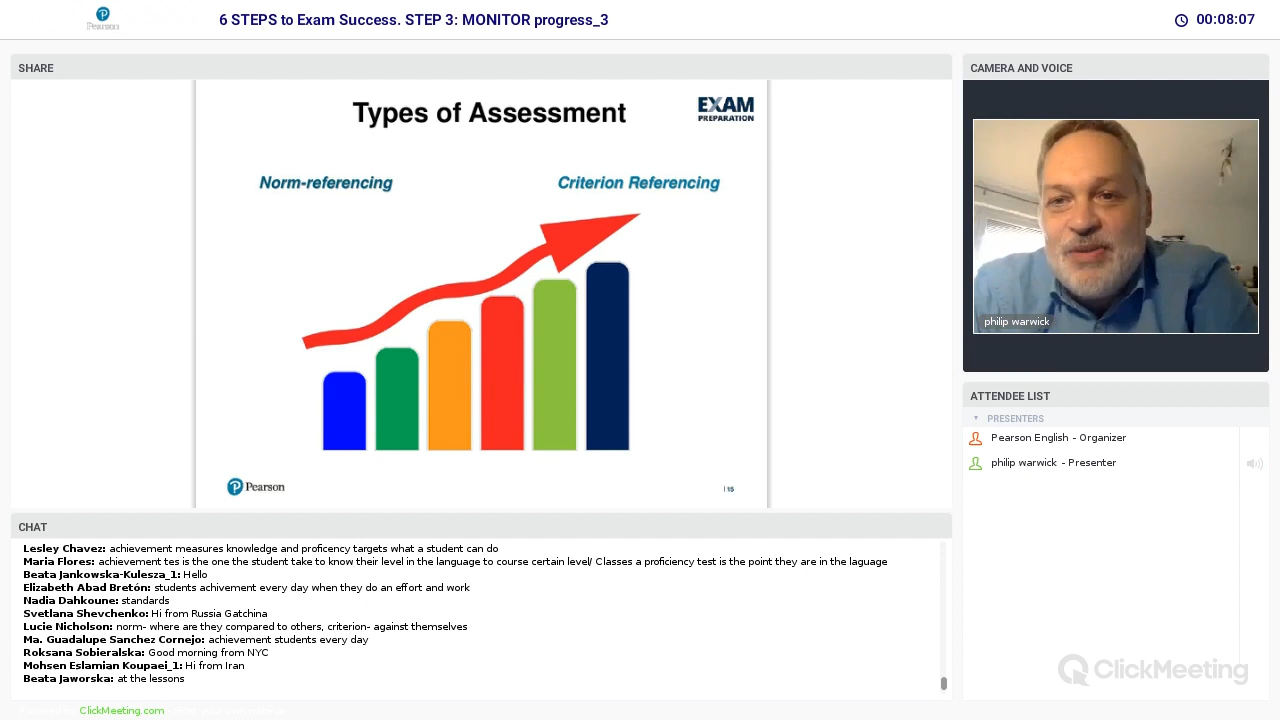 Pearson
6 STEPS to Exam Success. STEP 3: MONITOR progress_3
00:08:07
SHARE
Types of Assessment
EXAM
PREPARATION
Norm-referencing
Criterion Referencing
Pearson
| 15
CAMERA AND VOICE
philip warwick
ATTENDEE LIST
PRESENTERS
Pearson English - Organizer
philip warwick - Presenter
ClickMeeting
CHAT
Lesley Chavez: achievement measures knowledge and proficency targets what a student can do
Maria Flores: achievement tes is the one the student take to know their level in the language to course certain level/ Classes a proficiency test is the point they are in the laguage
Beata Jankowska-Kulesza_1: Hello
Elizabeth Abad Bretón: students achivement every day when they do an effort and work
Nadia Dahkoune: standards
Svetlana Shevchenko: Hi from Russia Gatchina
Lucie Nicholson: norm- where are they compared to others, criterion- against themselves
Ma. Guadalupe Sanchez Cornejo: achievement students every day
Roksana Sobieralska: Good morning from NYC
Mohsen Eslamian Koupaei_1: Hi from Iran
Beata Jaworska: at the lessons
ClickMeeting.com